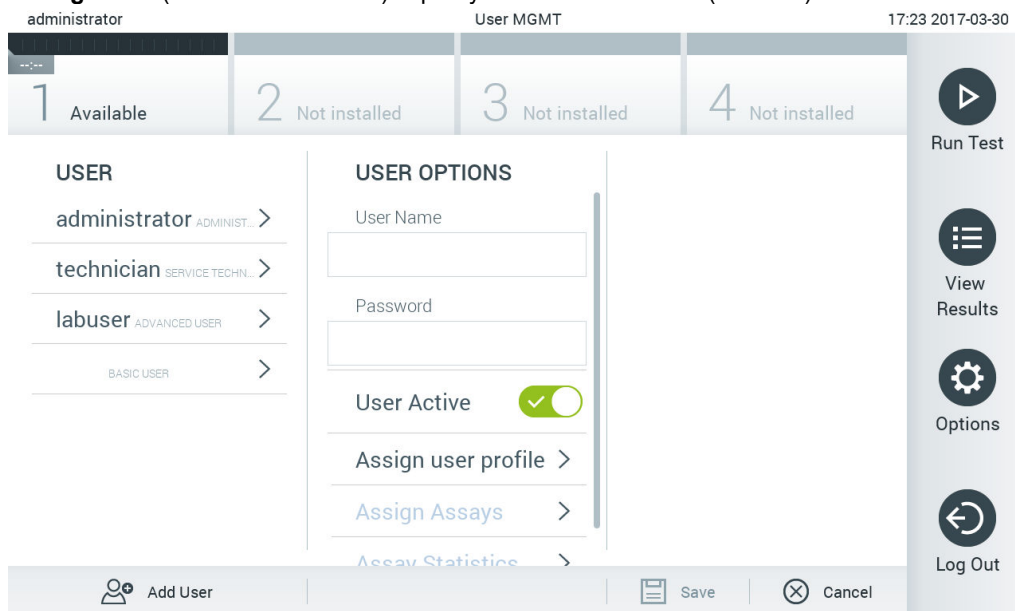 administrator User MGMT 17:23 2017-03-30
--:--
1 Available 2 Not installed 3 Not installed 4 Not installed
Run Test
USER
administrator ADMINIST...
technician SERVICE TECHN...
labuser ADVANCED USER
BASIC USER
USER OPTIONS
User Name
Password
User Active
Assign user profile
Assign Assays
Assay Statistics
View
Results
Options
Log Out
Add User Save Cancel